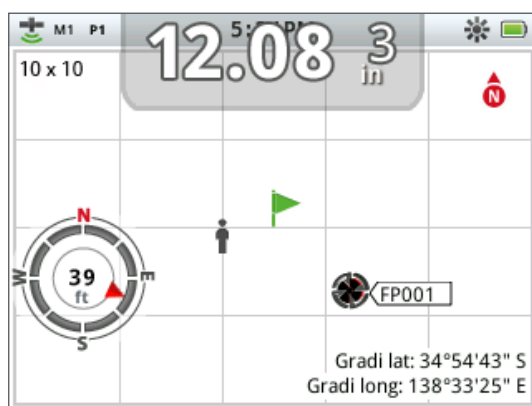 M1 P1
12.08 3
in
10 x 10
N
N
W
E
S
39
ft
FP001
Gradi lat: 34°54'43" S
Gradi long: 138°33'25" E